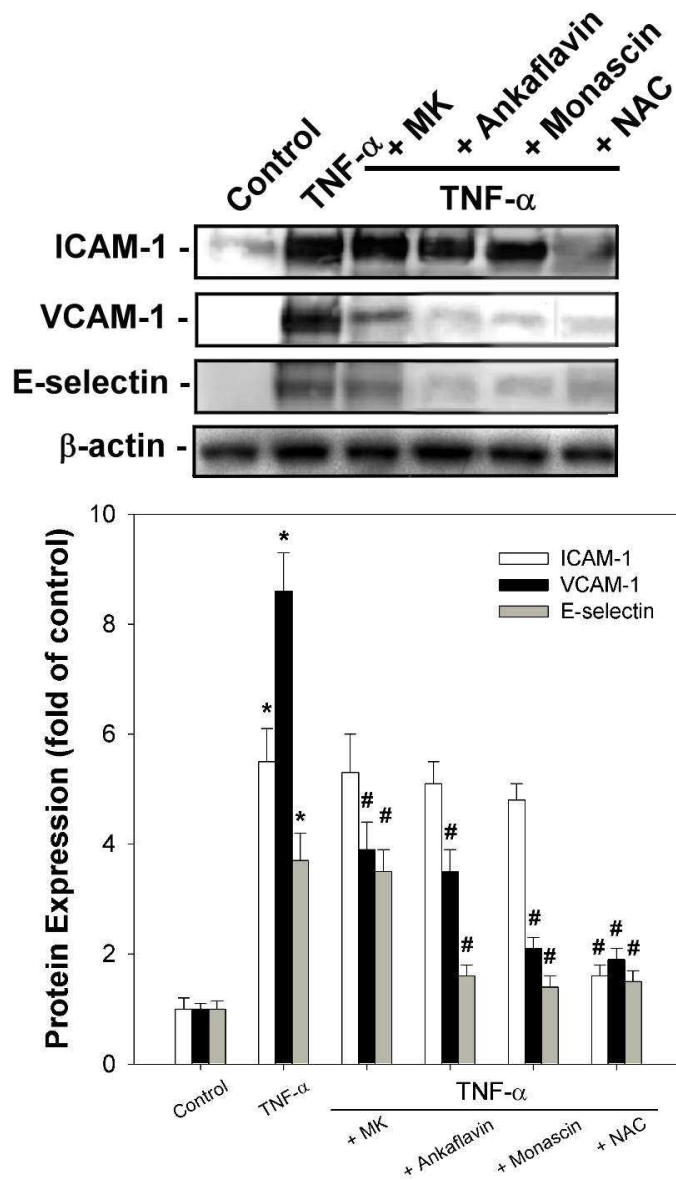 Control
TNF-α
+ MK
+ Ankaflavin
+ Monascin
+ NAC
TNF-α
ICAM-1 -
VCAM-1 -
E-selectin -
β-actin -
Protein Expression (fold of control)
10
8
6
4
2
0
ICAM-1
VCAM-1
E-selectin
*
*
*
#
#
#
#
#
#
#
#
#
Control
TNF-α
+ MK
+ Ankaflavin
+ Monascin
+ NAC
TNF-α